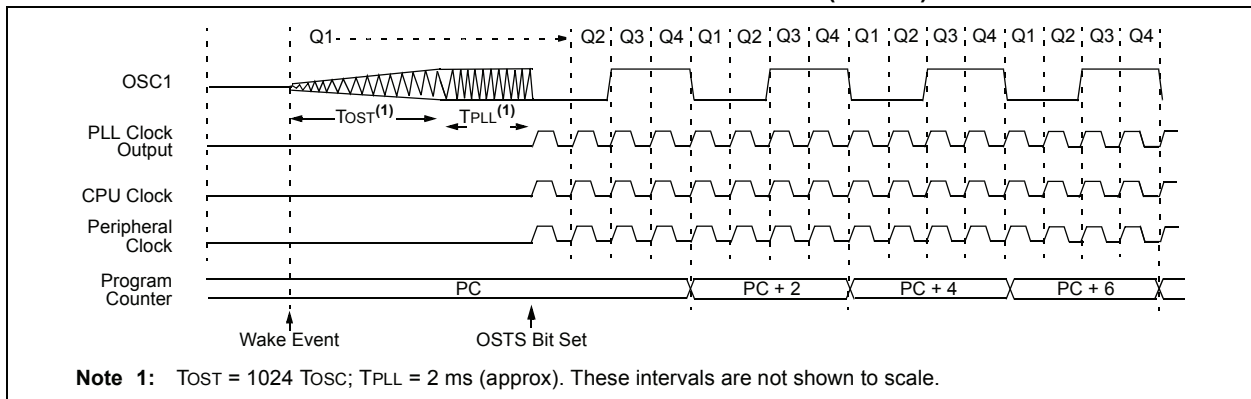 Q1 Q2 Q3 Q4 Q1 Q2 Q3 Q4 Q1 Q2 Q3 Q4 Q1 Q2 Q3 Q4
OSC1
TOST(1) TPLL(1)
PLL Clock
Output
CPU Clock
Peripheral
Clock
Program
Counter
PC PC + 2 PC + 4 PC + 6
Wake Event OSTS Bit Set
Note 1: TOST = 1024 TOSC; TPLL = 2 ms (approx). These intervals are not shown to scale.